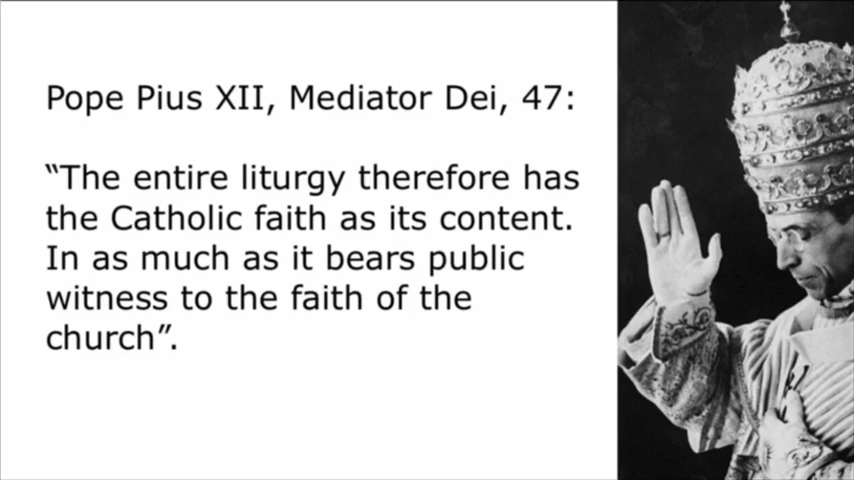 Pope Pius XII, Mediator Dei, 47:
“The entire liturgy therefore has
the Catholic faith as its content.
In as much as it bears public
witness to the faith of the
church”.